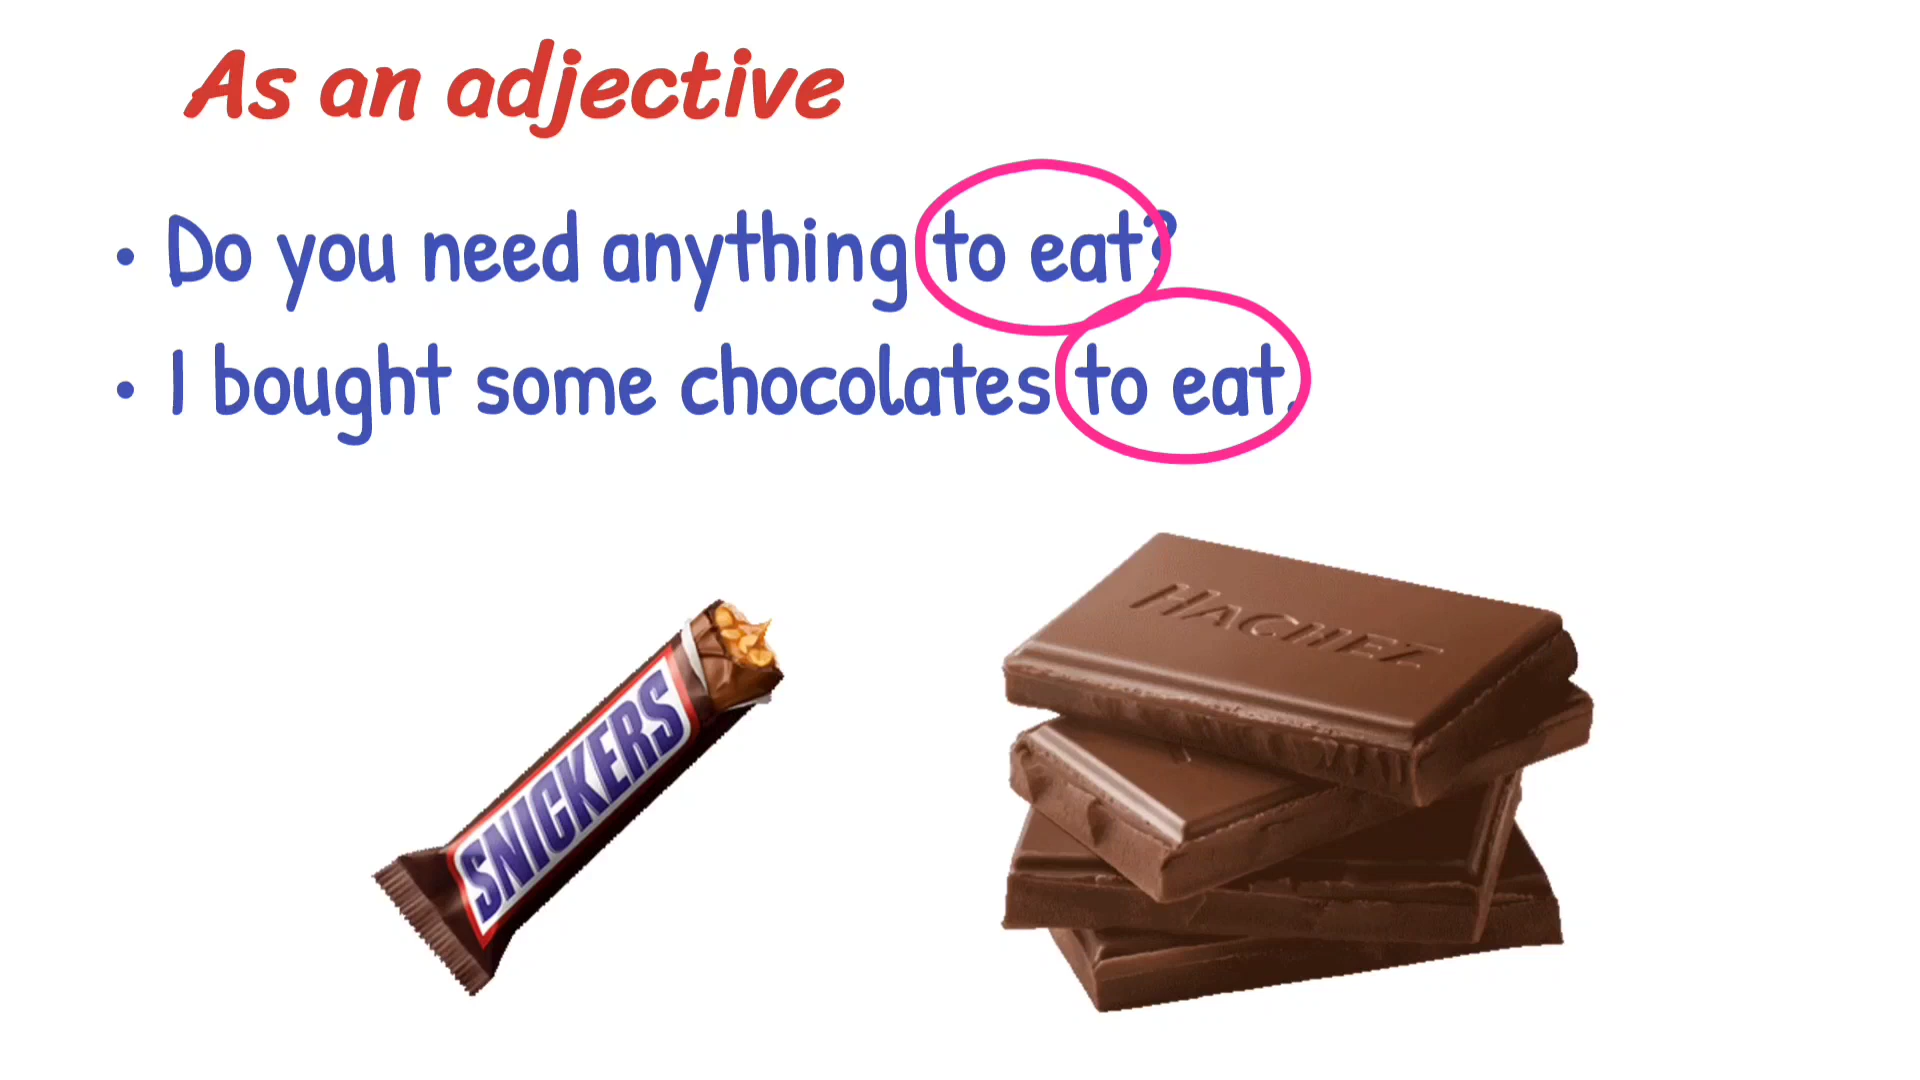 As an adjective
• Do you need anything to eat?
• I bought some chocolates to eat.
SNICKERS
HACHEZ